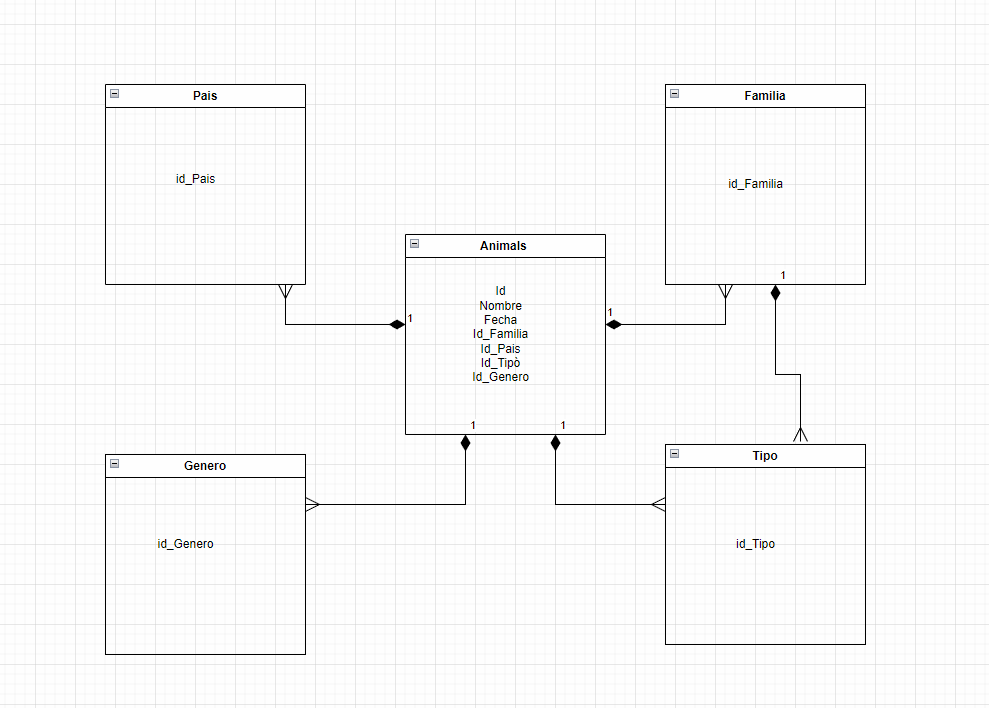 Pais
id_Pais
Familia
id_Familia
1
Animals
Id
Nombre
Fecha
Id_Familia
Id_Pais
Id_Tipò
Id_Genero
1
1
1
1
Genero
id_Genero
Tipo
id_Tipo